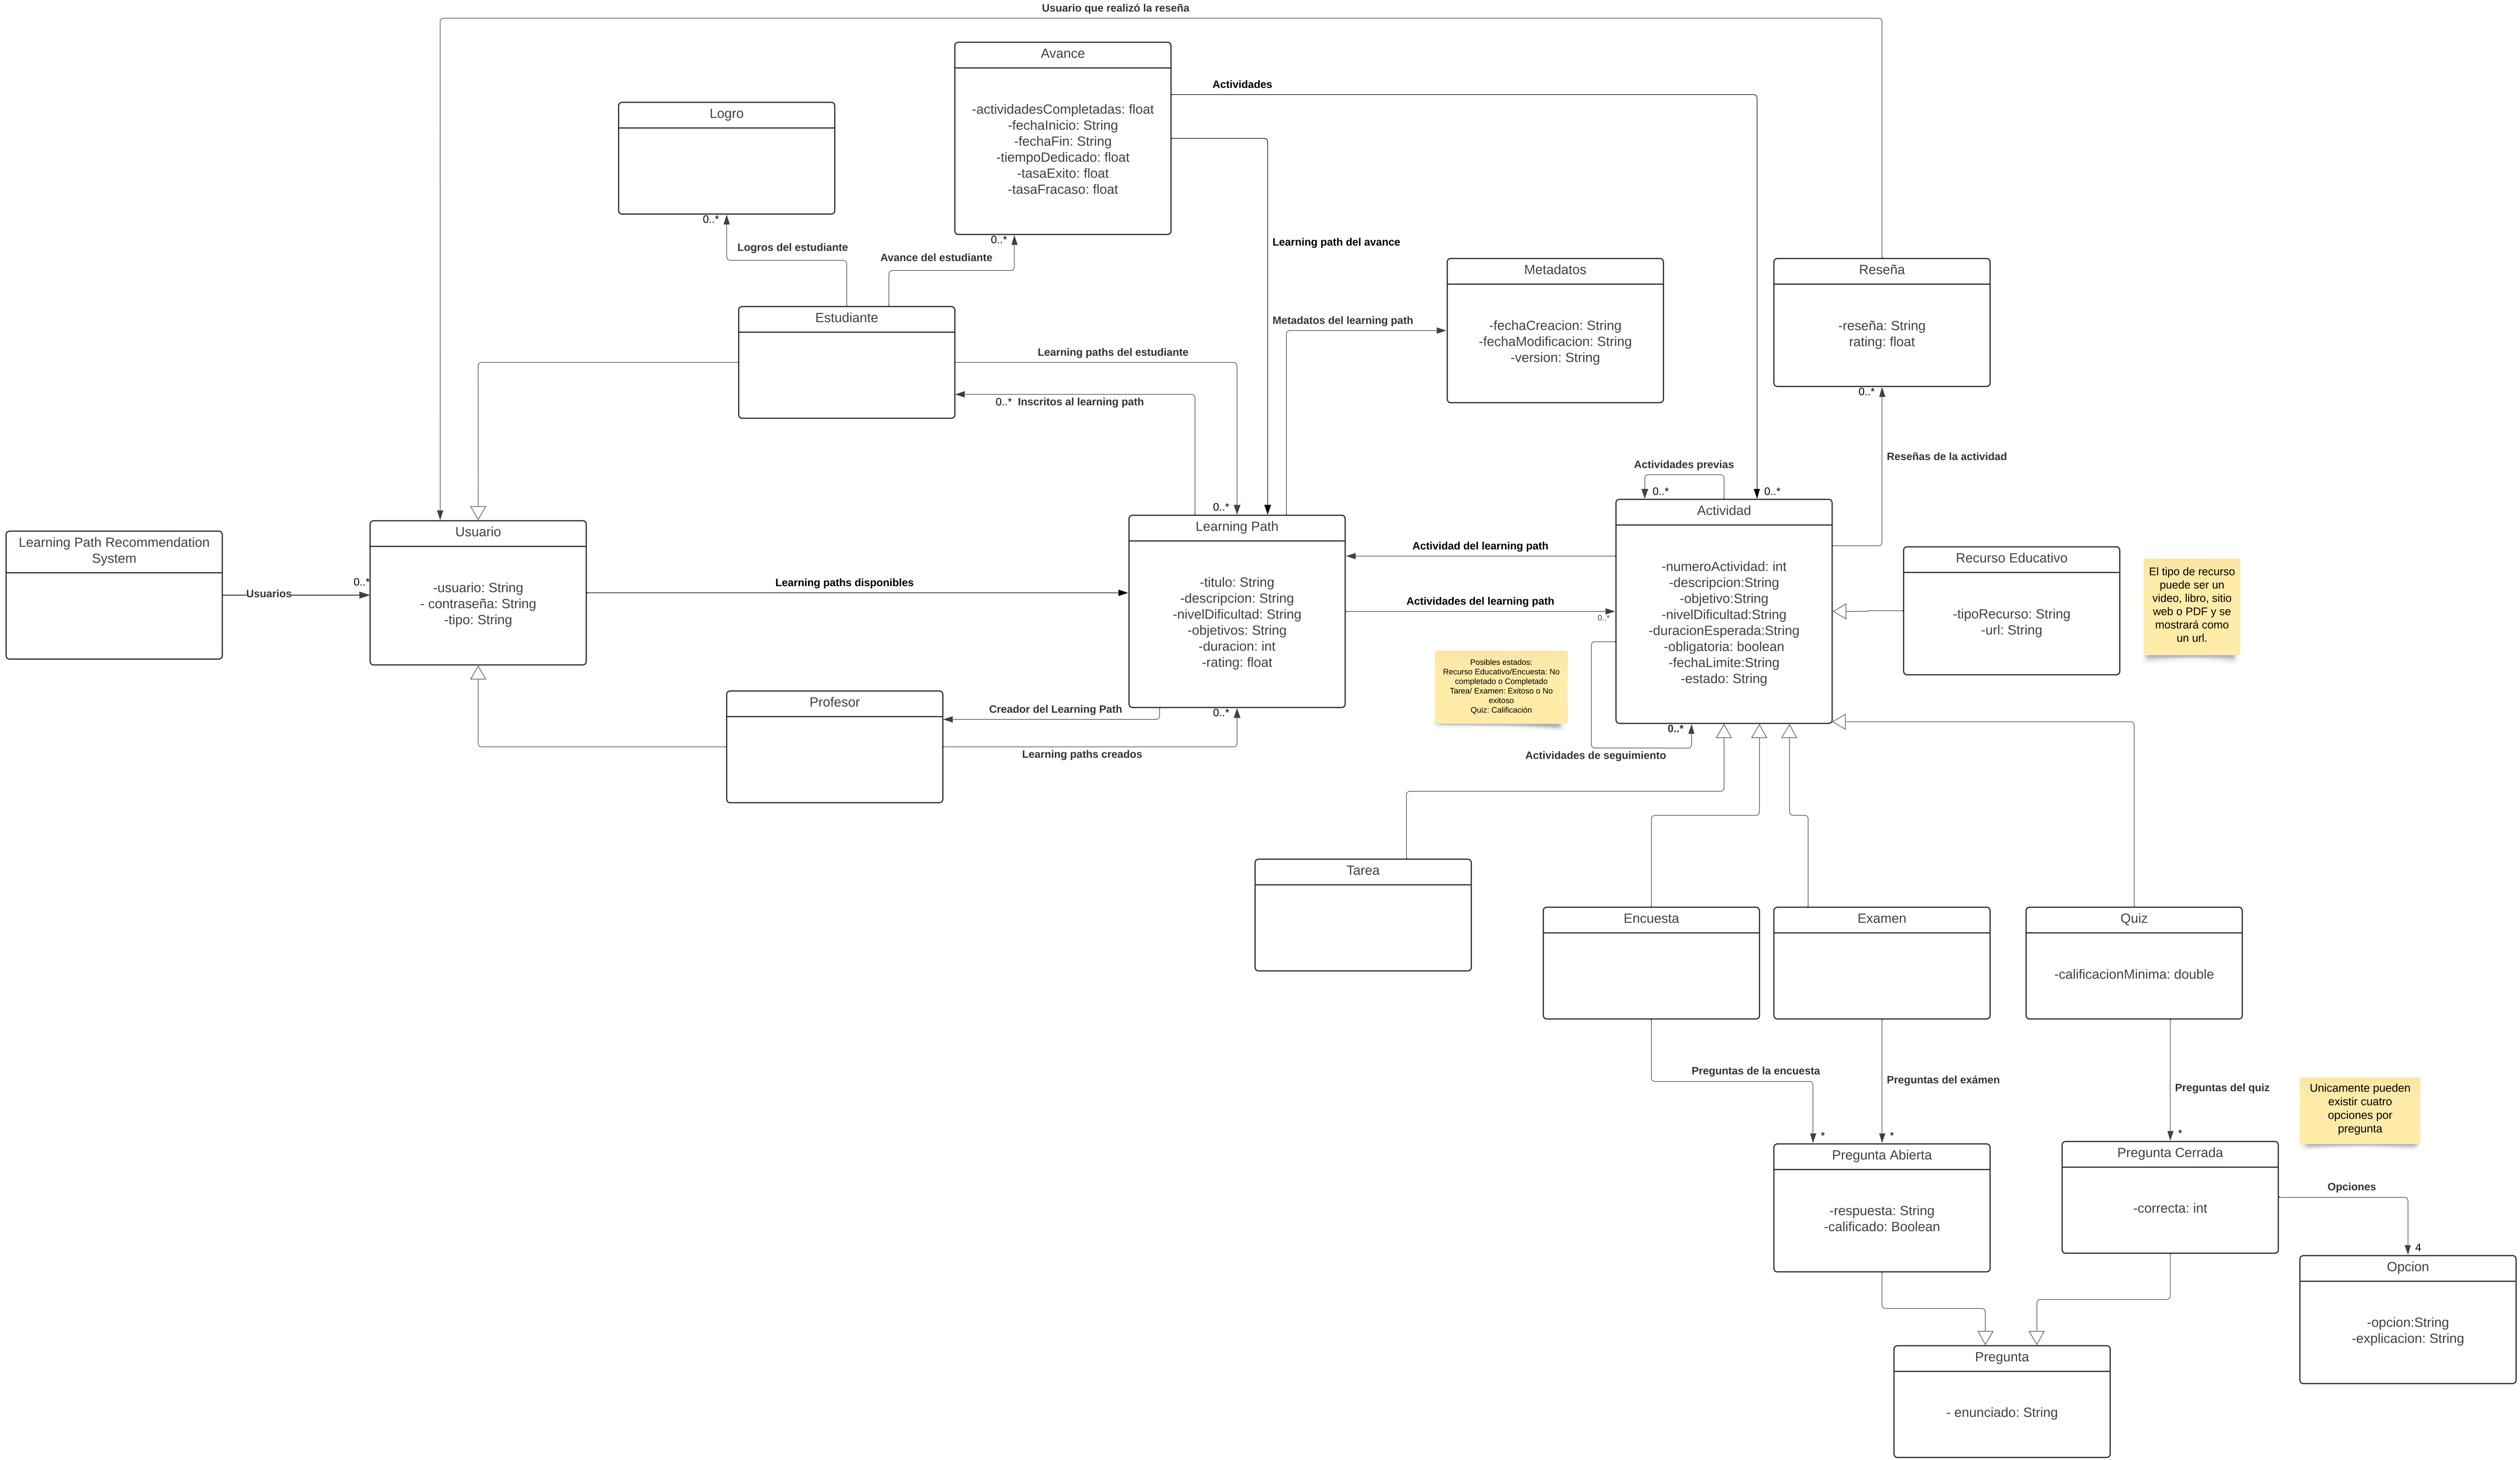 Usuario que realizó la reseña
Avance
-actividadesCompletadas: float
-fechaInicio: String
-fechaFin: String
-tiempoDedicado: float
-tasaExito: float
-tasaFracaso: float
Actividades
Logro
0..*
Logros del estudiante
0..*
Avance del estudiante
Learning path del avance
Estudiante
Metadatos
-fechaCreacion: String
-fechaModificacion: String
-version: String
Metadatos del learning path
Reseña
-reseña: String
rating: float
0..*
Reseñas de la actividad
Learning paths del estudiante
0..* Inscritos al learning path
Actividades previas
0..*
0..*
0..*
Learning Path Recommendation
System
Usuarios
0..*
Usuario
-usuario: String
- contraseña: String
-tipo: String
Learning paths disponibles
Learning Path
-titulo: String
-descripcion: String
-nivelDificultad: String
-objetivos: String
-duracion: int
-rating: float
Actividad del learning path
Actividades del learning path
0..*
Actividad
-numeroActividad: int
-descripcion:String
-objetivo:String
-nivelDificultad:String
-duracionEsperada:String
-obligatoria: boolean
-fechaLimite:String
-estado: String
Recurso Educativo
-tipoRecurso: String
-url: String
El tipo de recurso
puede ser un
video, libro, sitio
web o PDF y se
mostrará como
un url.
Posibles estados:
Recurso Educativo/Encuesta: No
completado o Completado
Tarea/ Examen: Exitoso o No
exitoso
Quiz: Calificación
Profesor
Creador del Learning Path
0..*
Learning paths creados
0..*
Actividades de seguimiento
Tarea
Encuesta
Examen
Quiz
-calificacionMinima: double
Preguntas de la encuesta
Preguntas del exámen
Preguntas del quiz
Unicamente pueden
existir cuatro
opciones por
pregunta
*
*
*
Pregunta Abierta
-respuesta: String
-calificado: Boolean
Pregunta Cerrada
-correcta: int
Opciones
4
Opcion
-opcion:String
-explicacion: String
Pregunta
- enunciado: String